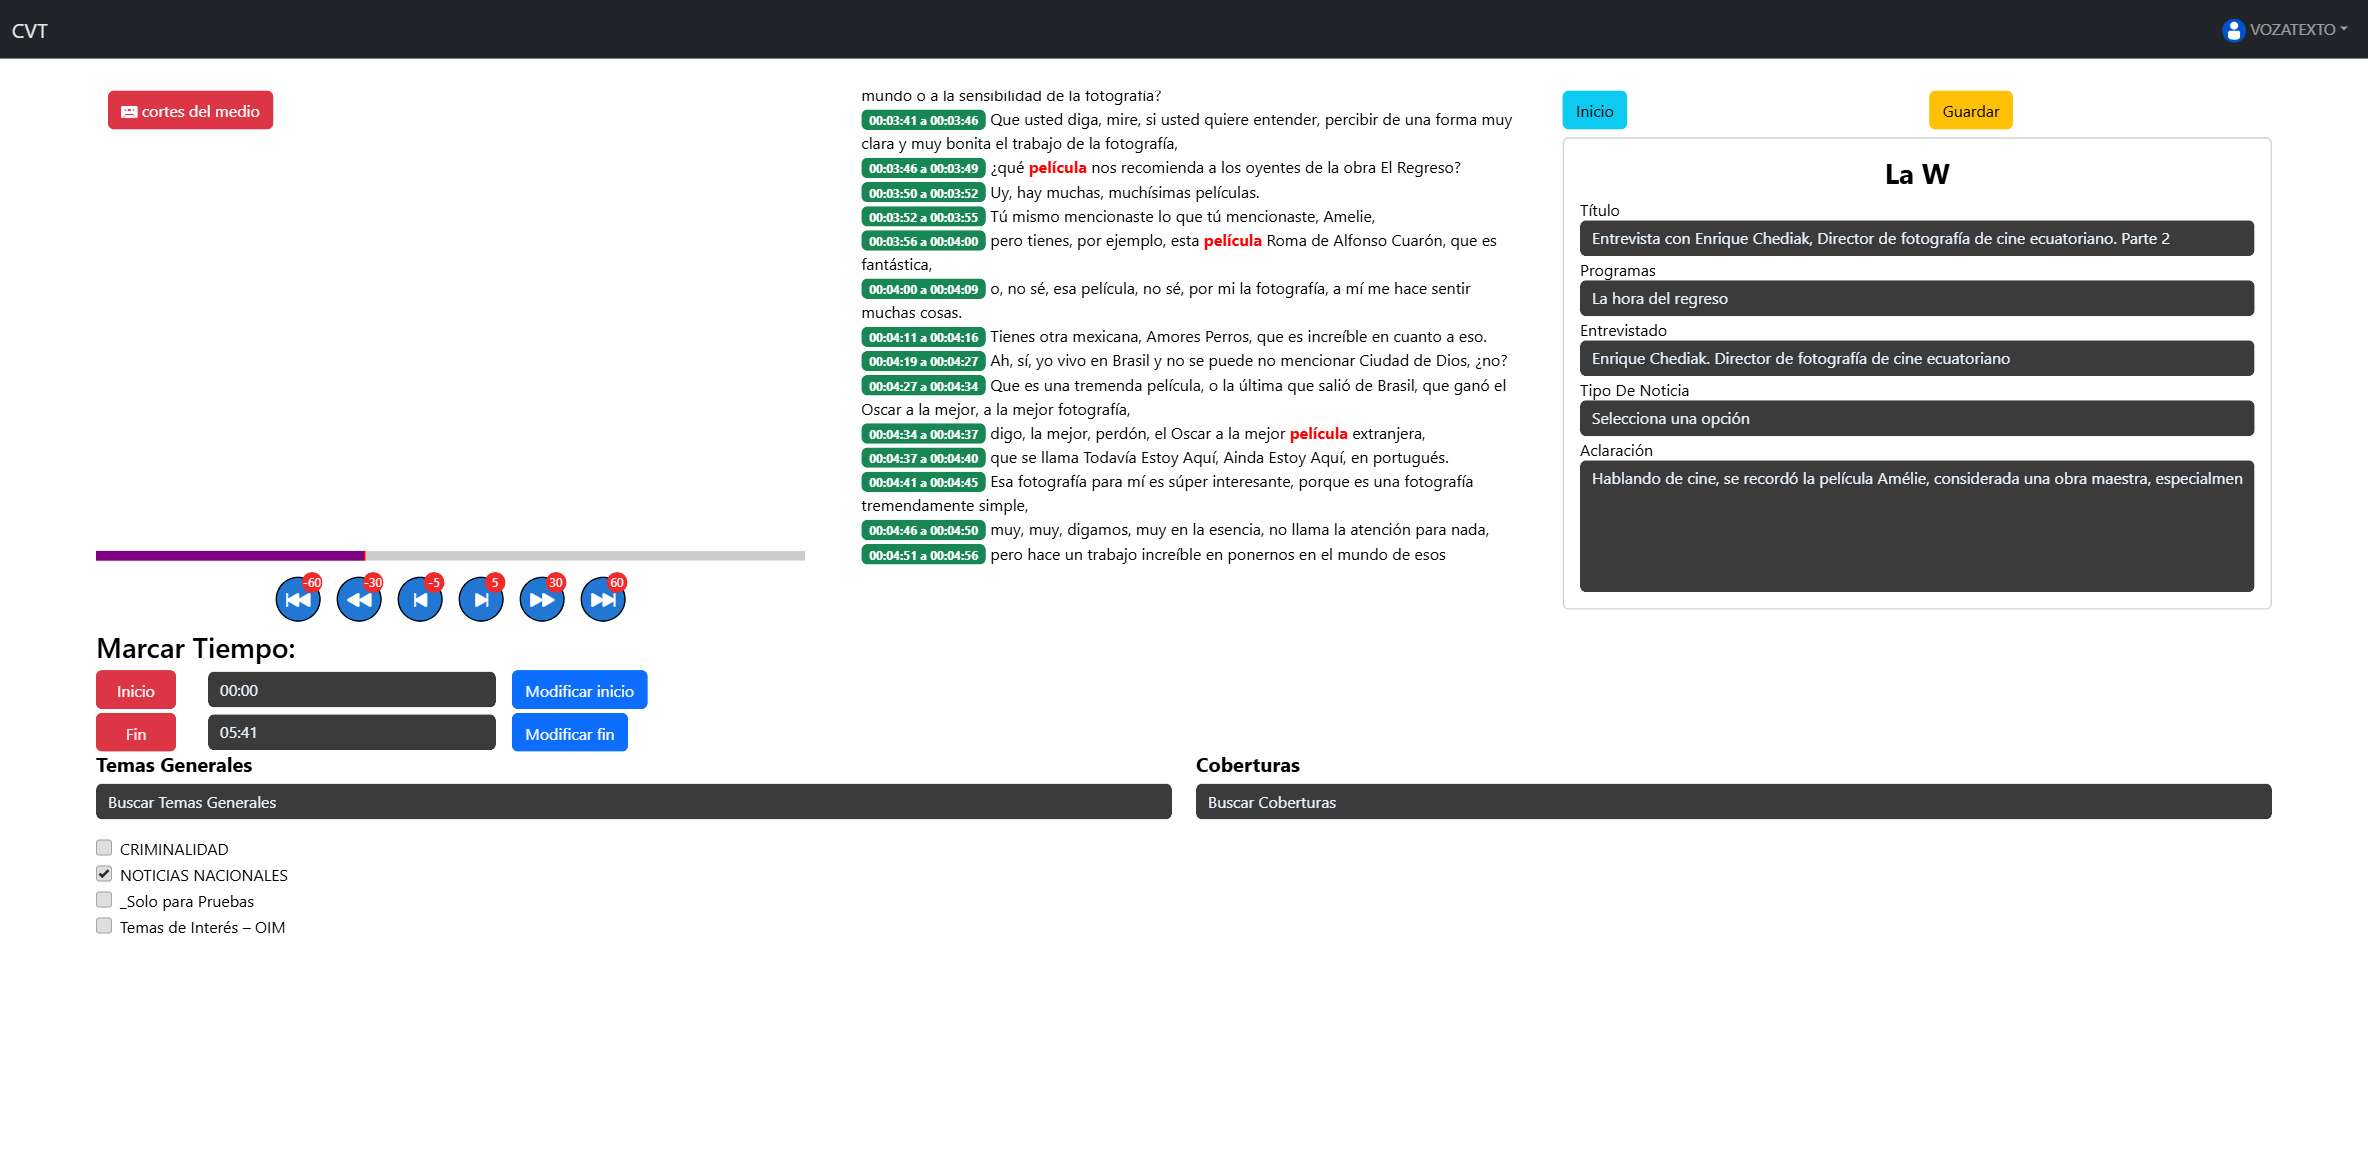 CVT
VOZATEXTO
cortes del medio
-60
-30
-5
5
30
60
Marcar Tiempo:
Inicio
00:00
Modificar inicio
Fin
05:41
Modificar fin
mundo o a la sensibilidad de la fotografía?
00:03:41 a 00:03:46 Que usted diga, mire, si usted quiere entender, percibir de una forma muy
clara y muy bonita el trabajo de la fotografía,
00:03:46 a 00:03:49 ¿qué película nos recomienda a los oyentes de la obra El Regreso?
00:03:50 a 00:03:52 Uy, hay muchas, muchísimas películas.
00:03:52 a 00:03:55 Tú mismo mencionaste lo que tú mencionaste, Amelie,
00:03:56 a 00:04:00 pero tienes, por ejemplo, esta película Roma de Alfonso Cuarón, que es
fantástica,
00:04:00 a 00:04:09 o, no sé, esa película, no sé, por mi la fotografía, a mí me hace sentir
muchas cosas.
00:04:11 a 00:04:16 Tienes otra mexicana, Amores Perros, que es increíble en cuanto a eso.
00:04:19 a 00:04:27 Ah, sí, yo vivo en Brasil y no se puede no mencionar Ciudad de Dios, ¿no?
00:04:27 a 00:04:34 Que es una tremenda película, o la última que salió de Brasil, que ganó el
Oscar a la mejor, a la mejor fotografía,
00:04:34 a 00:04:37 digo, la mejor, perdón, el Oscar a la mejor película extranjera,
00:04:37 a 00:04:40 que se llama Todavía Estoy Aquí, Ainda Estoy Aquí, en portugués.
00:04:41 a 00:04:45 Esa fotografía para mí es súper interesante, porque es una fotografía
tremendamente simple,
00:04:46 a 00:04:50 muy, muy, digamos, muy en la esencia, no llama la atención para nada,
00:04:51 a 00:04:56 pero hace un trabajo increíble en ponernos en el mundo de esos
Inicio
Guardar
La W
Título
Entrevista con Enrique Chediak, Director de fotografía de cine ecuatoriano. Parte 2
Programas
La hora del regreso
Entrevistado
Enrique Chediak. Director de fotografía de cine ecuatoriano
Tipo De Noticia
Selecciona una opción
Aclaración
Hablando de cine, se recordó la película Amélie, considerada una obra maestra, especialmen
Temas Generales
Buscar Temas Generales
CRIMINALIDAD
NOTICIAS NACIONALES
_Solo para Pruebas
Temas de Interés – OIM
Coberturas
Buscar Coberturas